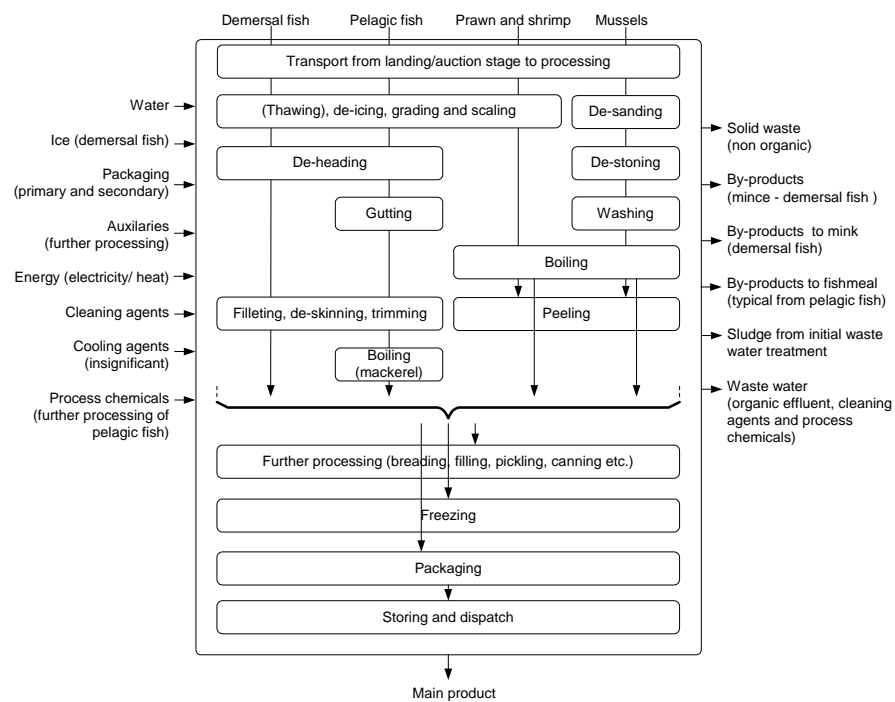 Demersal fish
Pelagic fish
Prawn and shrimp
Mussels
Transport from landing/auction stage to processing
Water
(Thawing), de-icing, grading and scaling
De-sanding
Solid waste
(non organic)
Ice (demersal fish)
De-heading
De-stoning
Packaging
(primary and secondary)
By-products
(mince - demersal fish )
Gutting
Washing
Auxilaries
(further processing)
By-products to mink
(demersal fish)
Boiling
Energy (electricity/ heat)
By-products to fishmeal
(typical from pelagic fish)
Cleaning agents
Filleting, de-skinning, trimming
Peeling
Sludge from initial waste
water treatment
Cooling agents
(insignificant)
Boiling
(mackerel)
Process chemicals
(further processing of
pelagic fish)
Waste water
(organic effluent, cleaning
agents and process
chemicals)
Further processing (breading, filling, pickling, canning etc.)
Freezing
Packaging
Storing and dispatch
Main product